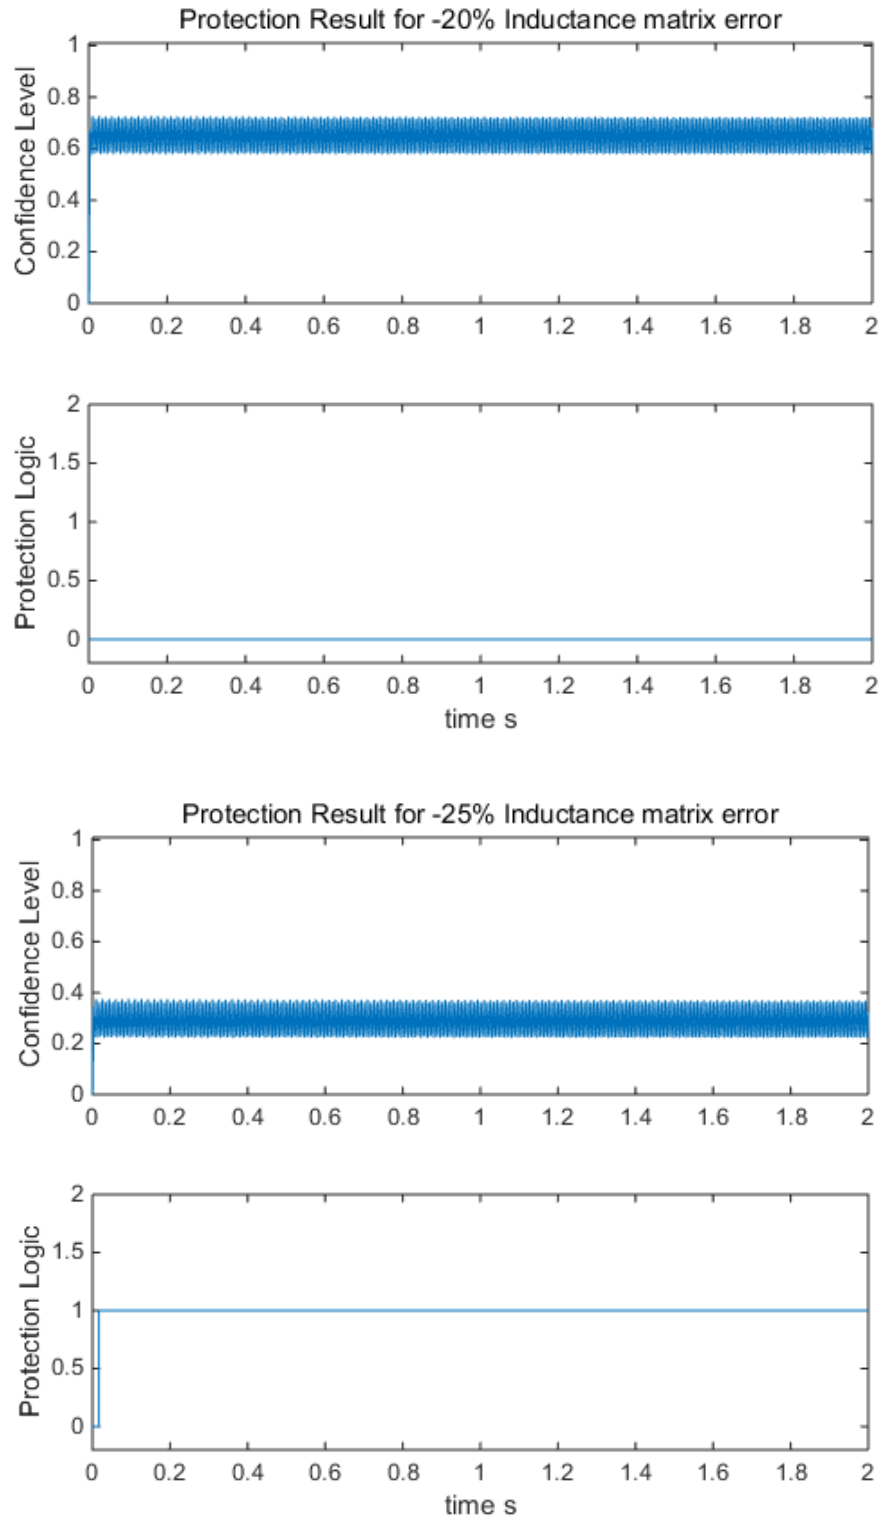 Protection Result for -20% Inductance matrix error
Confidence Level
1
0.8
0.6
0.4
0.2
0
0 0.2 0.4 0.6 0.8 1 1.2 1.4 1.6 1.8 2
Protection Logic
2
1.5
1
0.5
0
0 0.2 0.4 0.6 0.8 1 1.2 1.4 1.6 1.8 2
time s
Protection Result for -25% Inductance matrix error
Confidence Level
1
0.8
0.6
0.4
0.2
0
0 0.2 0.4 0.6 0.8 1 1.2 1.4 1.6 1.8 2
Protection Logic
2
1.5
1
0.5
0
0 0.2 0.4 0.6 0.8 1 1.2 1.4 1.6 1.8 2
time s